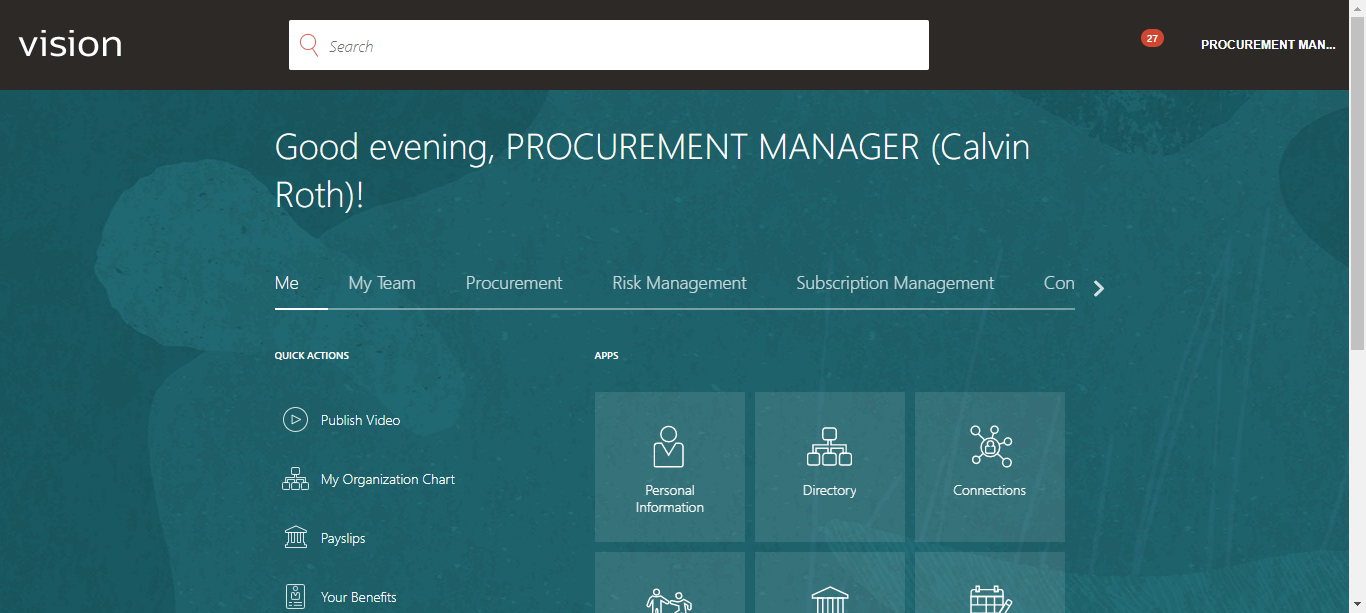 vision
Search
27
PROCUREMENT MAN...
Good evening, PROCUREMENT MANAGER (Calvin
Roth)!
Me
My Team
Procurement
Risk Management
Subscription Management
Con
QUICK ACTIONS
APPS
Publish Video
My Organization Chart
Payslips
Your Benefits
Personal
Information
Directory
Connections